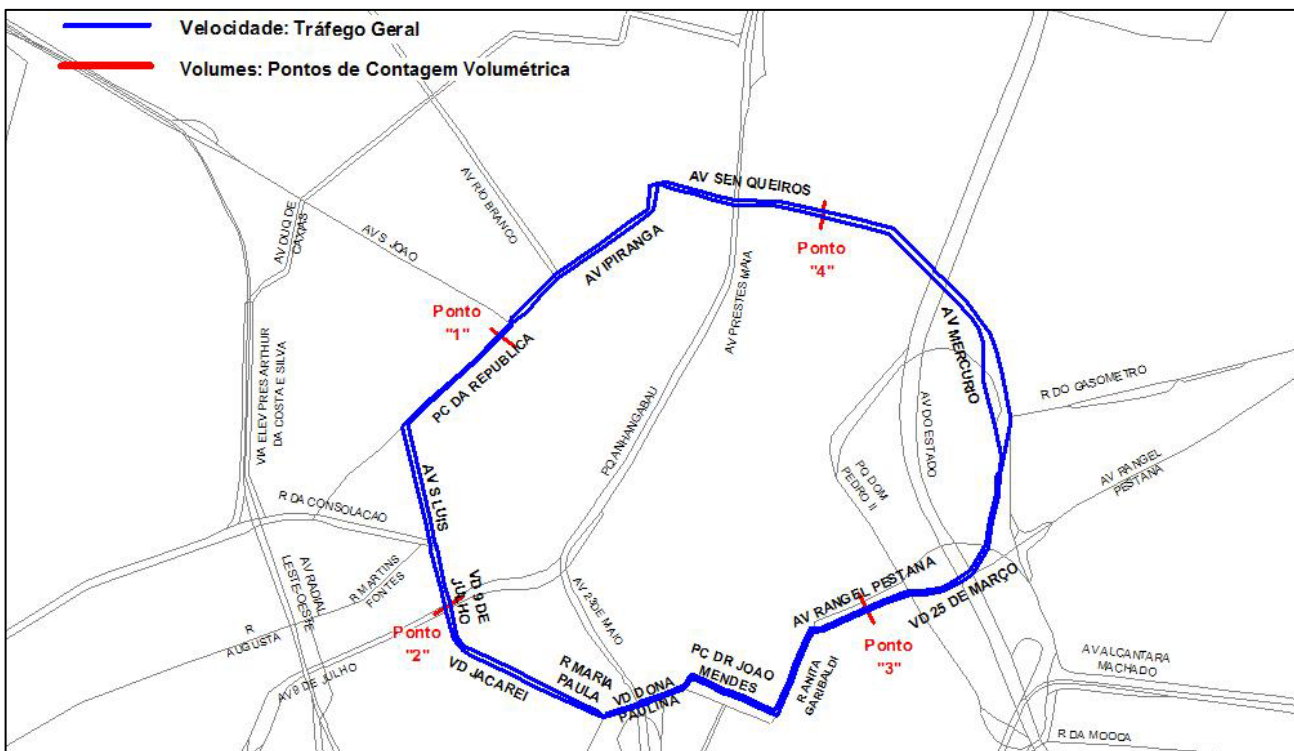 Velocidade: Tráfego Geral
Volumes: Pontos de Contagem Volumétrica
AV SEN QUEIROS
AV RIO BRANCO
AV DUQ DE
CAXIAS
AV S JOAO
AV IPIRANGA
Ponto
"4"
AV PRESTES MAIA
Ponto
"1"
PC DA REPUBLICA
AV MERCURIO
VIA ELEV PRES ARTHUR
DA COSTA E SILVA
R DO GASOMETRO
AV DO ESTADO
PQ ANHANGABAU
AV S LUIS
PQ DOM
PEDRO II
AV RANGEL
PESTANA
R DA CONSOLACAO
AV RADIAL
LESTE-OESTE
R MARTINS
FONTES
VD 9 DE
JULHO
AV 23 DE MAIO
AV RANGEL PESTANA
VD 25 DE MARÇO
R
AUGUSTA
Ponto
"2"
Ponto
"3"
AV 9 DE JULHO
VD JACAREI
R MARIA
PAULA
VD DONA
PAULINA
PC DR JOAO
MENDES
R ANITA
GARIBALDI
AV ALCANTARA
MACHADO
R DA MOOCA